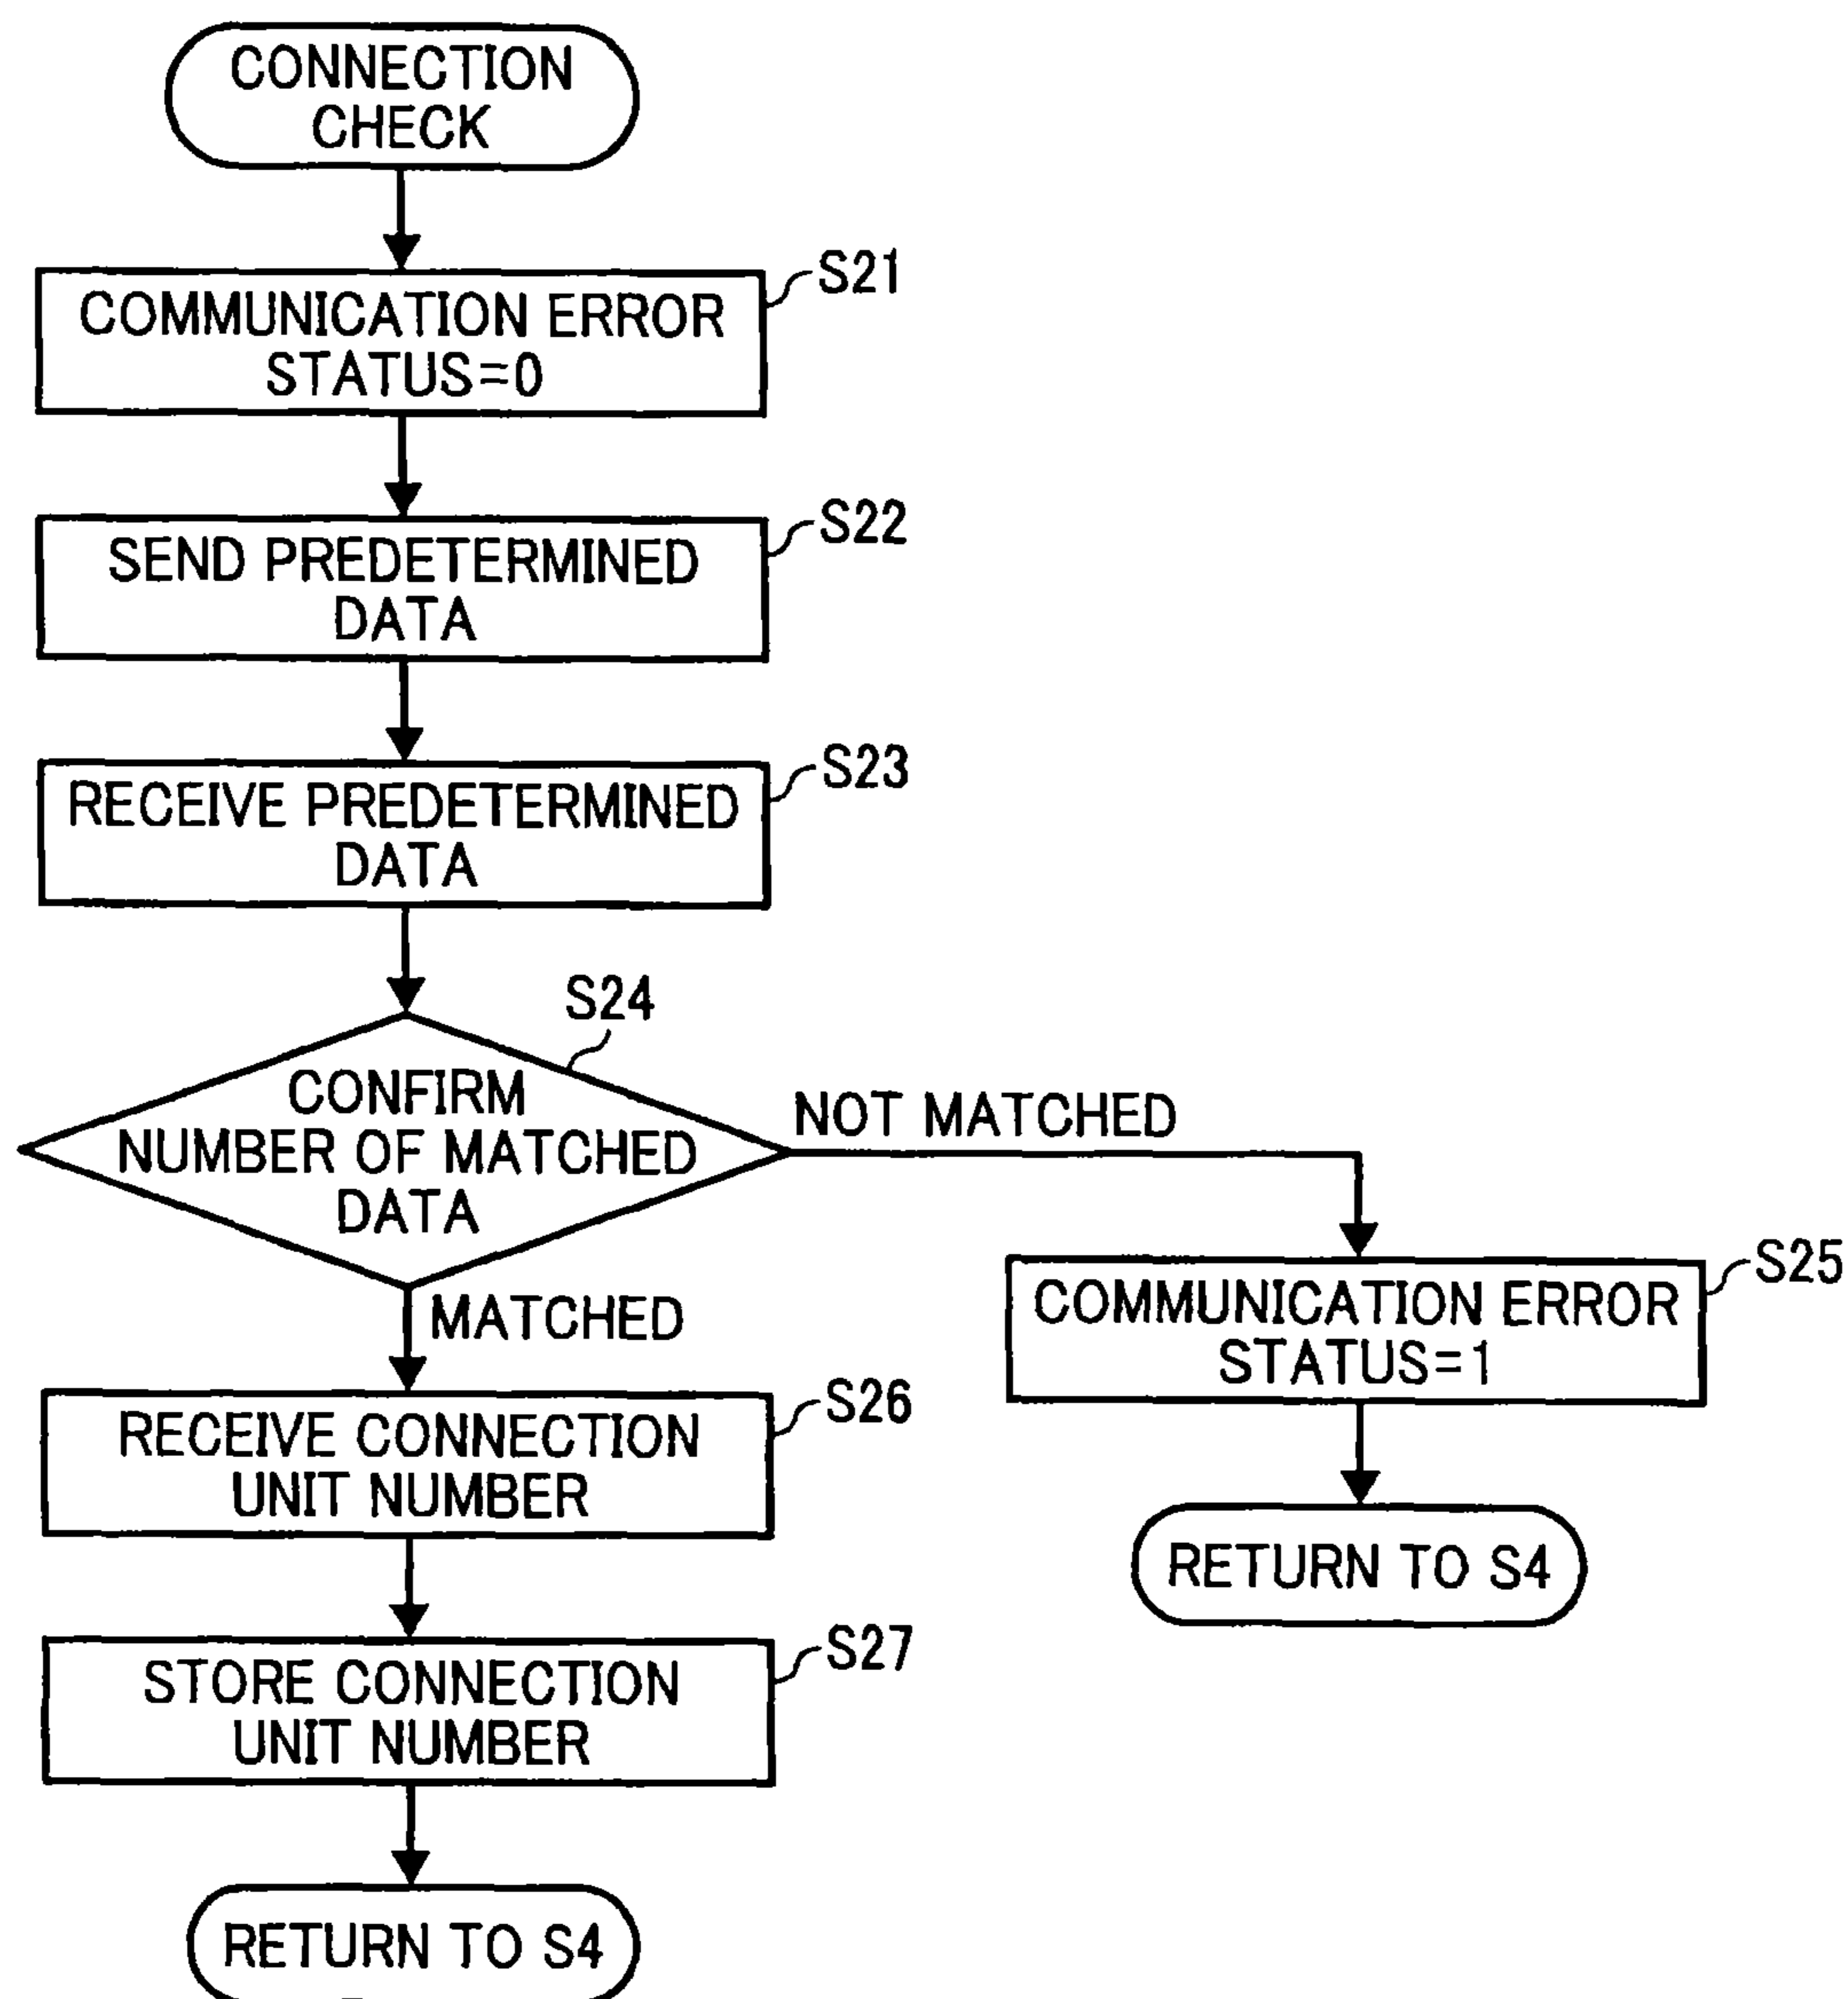 CONNECTION
CHECK
S21
COMMUNICATION ERROR
STATUS=0
S22
SEND PREDETERMINED
DATA
S23
RECEIVE PREDETERMINED
DATA
S24
CONFIRM
NUMBER OF MATCHED
DATA
NOT MATCHED
S25
COMMUNICATION ERROR
STATUS=1
RETURN TO S4
MATCHED
S26
RECEIVE CONNECTION
UNIT NUMBER
S27
STORE CONNECTION
UNIT NUMBER
RETURN TO S4